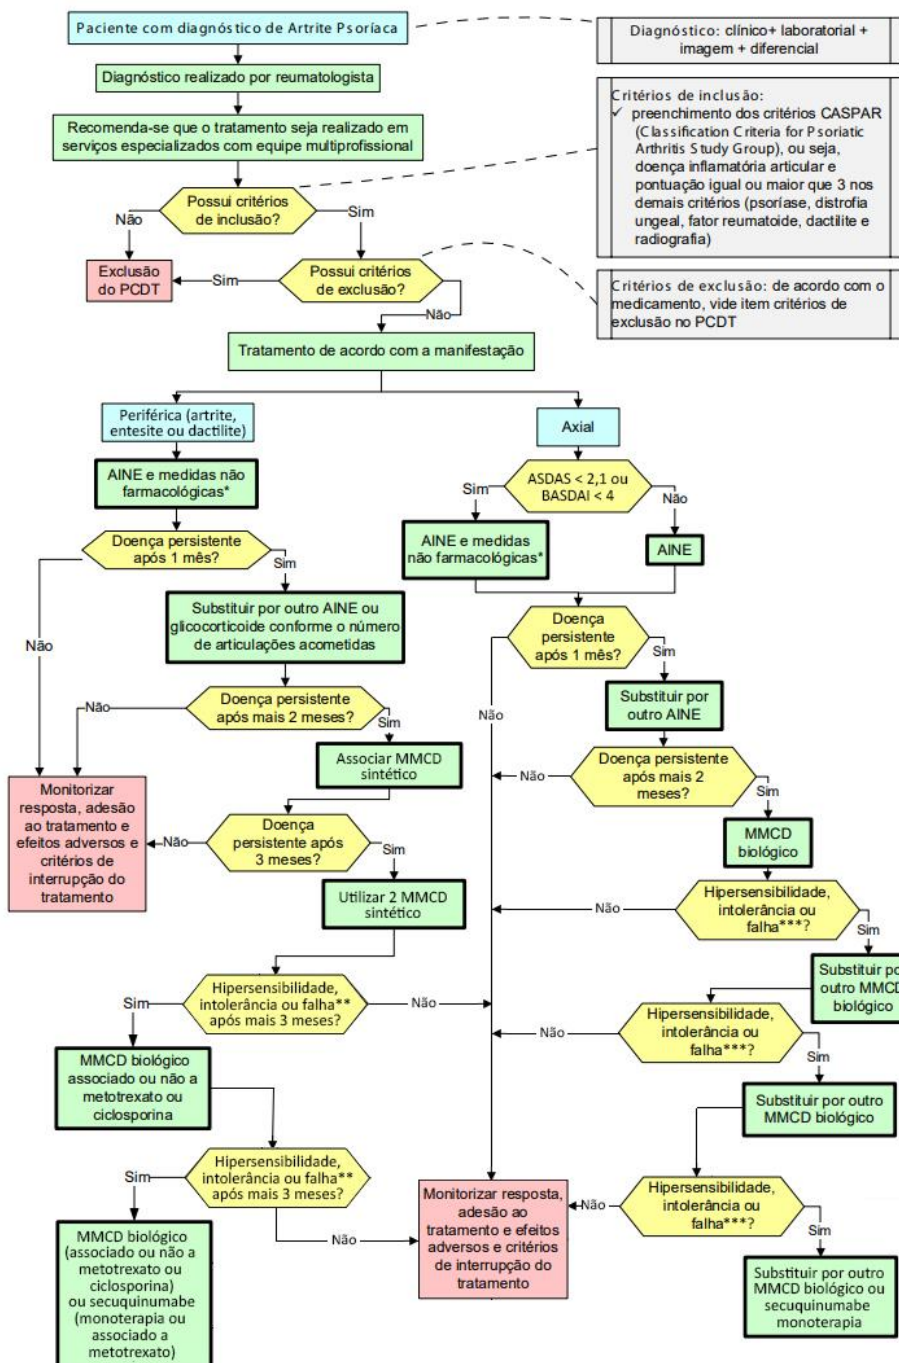 Paciente com diagnóstico de Artrite Psoríaca
Diagnóstico: clínico+ laboratorial +
imagem + diferencial
Diagnóstico realizado por reumatologista
Critérios de inclusão:
✓ preenchimento dos critérios CASPAR
(Classification Criteria for Psoriatic
Arthritis Study Group), ou seja,
doença inflamatória articular e
pontuação igual ou maior que 3 nos
demais critérios (psoríase, distrofia
ungeal, fator reumatoide, dactilite e
radiografia)
Recomenda-se que o tratamento seja realizado em
serviços especializados com equipe multiprofissional
Possui critérios
de inclusão?
Não
Sim
Exclusão
do PCDT
Sim
Possui critérios
de exclusão?
Critérios de exclusão: de acordo com o
medicamento, vide item critérios de
exclusão no PCDT
Não
Tratamento de acordo com a manifestação
Periférica (artrite,
entesite ou dactilite)
AINE e medidas não
farmacológicas*
Doença persistente
após 1 mês?
Sim
Não
Substituir por outro AINE ou
glicocorticoide conforme o número
de articulações acometidas
Doença persistente
após mais 2 meses?
Não
Sim
Associar MMCD
sintético
Monitorizar
resposta, adesão
ao tratamento e
efeitos adversos e
critérios de
interrupção do
tratamento
Não
Doença
persistente após
3 meses?
Sim
Utilizar 2 MMCD
sintético
Hipersensibilidade,
intolerância ou falha**
após mais 3 meses?
Sim
Não
MMCD biológico
associado ou não a
metotrexato ou
ciclosporina
Hipersensibilidade,
intolerância ou falha**
após mais 3 meses?
Sim
Não
MMCD biológico
(associado ou não a
metotrexato ou
ciclosporina)
ou secuquinumabe
(monoterapia ou
associado a
metotrexato)
Axial
ASDAS < 2,1 ou
BASDAI < 4
Sim
Não
AINE e medidas
não farmacológicas*
AINE
Doença
persistente
após 1 mês?
Sim
Não
Substituir por
outro AINE
Doença persistente
após mais 2
meses?
Não
Sim
MMCD
biológico
Hipersensibilidade,
intolerância ou
falha***?
Não
Sim
Substituir po
outro MMCD
biológico
Hipersensibilidade,
intolerância ou
falha***?
Não
Sim
Substituir por outro
MMCD biológico
Hipersensibilidade,
intolerância ou
falha***?
Não
Sim
Monitorizar resposta,
adesão ao
tratamento e efeitos
adversos e critérios
de interrupção do
tratamento
Substituir por outro
MMCD biológico ou
secuquinumabe
monoterapia